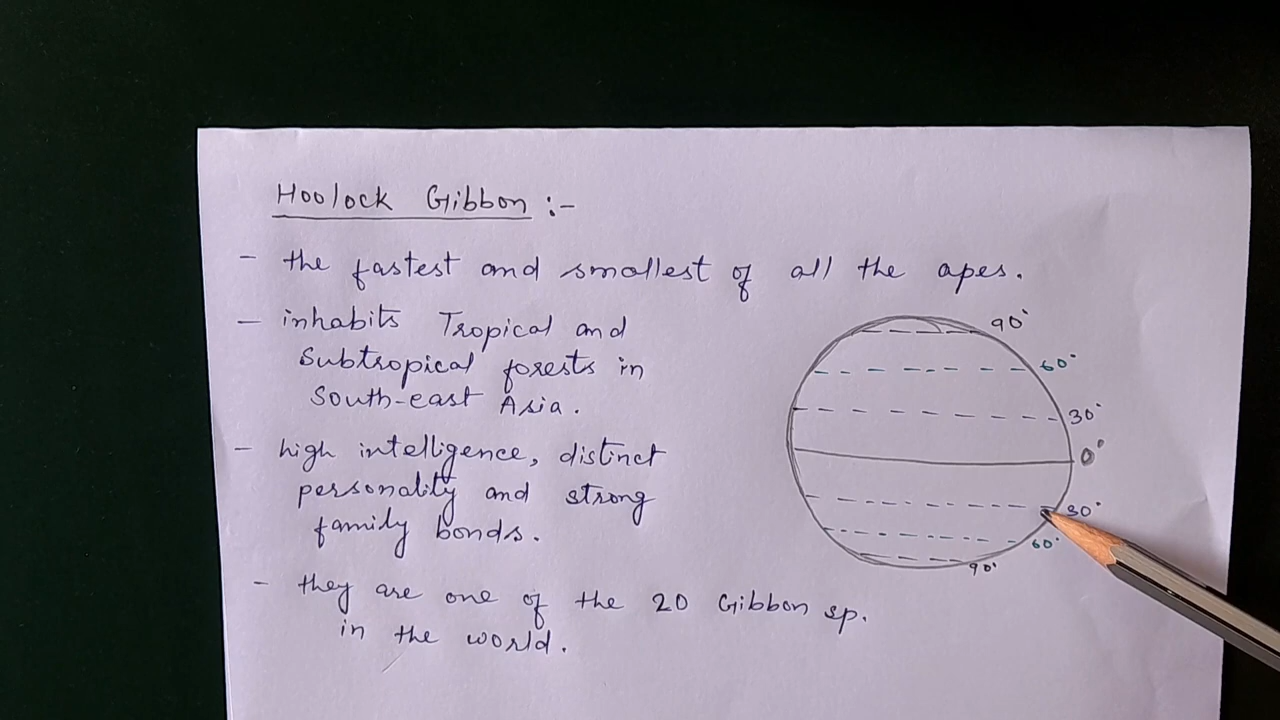 Hoolock Gibbon :-
- the fastest and smallest of all the apes.
- inhabits Tropical and
Subtropical forests in
South-east Asia.
- high intelligence, distinct
personality and strong
family bonds.
- they are one of the 20 Gibbon sp.
in the world.
90°
60°
30°
0°
30°
60°
90°